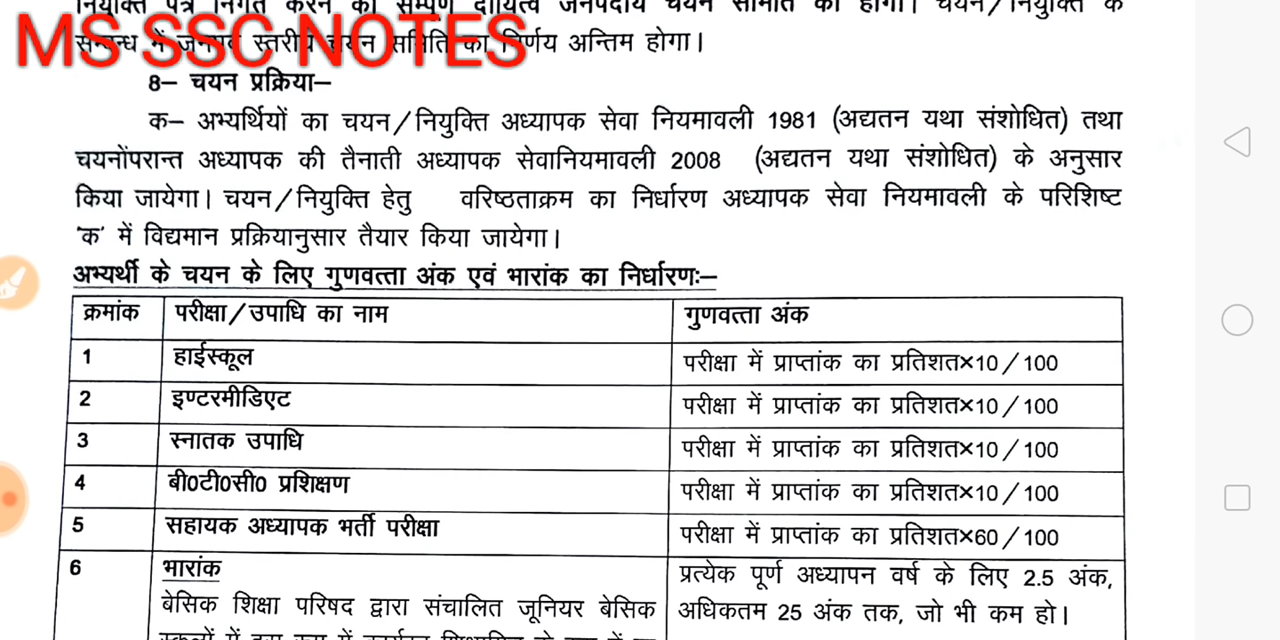 नियुक्ति पत्र निर्गत करने का सम्पूर्ण दायित्व जनपदीय चयन समिति का होगा। चयन/नियुक्ति के
MS SSC NOTES
सम्बन्ध में जनपद स्तरीय चयन समिति का निर्णय अन्तिम होगा।
8– चयन प्रक्रिया–
क– अभ्यर्थियों का चयन/नियुक्ति अध्यापक सेवा नियमावली 1981 (अद्यतन यथा संशोधित) तथा
चयनोंपरान्त अध्यापक की तैनाती अध्यापक सेवानियमावली 2008 (अद्यतन यथा संशोधित) के अनुसार
किया जायेगा। चयन/नियुक्ति हेतु वरिष्ठताक्रम का निर्धारण अध्यापक सेवा नियमावली के परिशिष्ट
'क' में विद्यमान प्रक्रियानुसार तैयार किया जायेगा।
अभ्यर्थी के चयन के लिए गुणवत्ता अंक एवं भारांक का निर्धारणः–
क्रमांक परीक्षा/उपाधि का नाम गुणवत्ता अंक
1 हाईस्कूल परीक्षा में प्राप्तांक का प्रतिशत×10/100
2 इण्टरमीडिएट परीक्षा में प्राप्तांक का प्रतिशत×10/100
3 स्नातक उपाधि परीक्षा में प्राप्तांक का प्रतिशत×10/100
4 बी0टी0सी0 प्रशिक्षण परीक्षा में प्राप्तांक का प्रतिशत×10/100
5 सहायक अध्यापक भर्ती परीक्षा परीक्षा में प्राप्तांक का प्रतिशत×60/100
6 भारांक प्रत्येक पूर्ण अध्यापन वर्ष के लिए 2.5 अंक,
बेसिक शिक्षा परिषद द्वारा संचालित जूनियर बेसिक अधिकतम 25 अंक तक, जो भी कम हो।